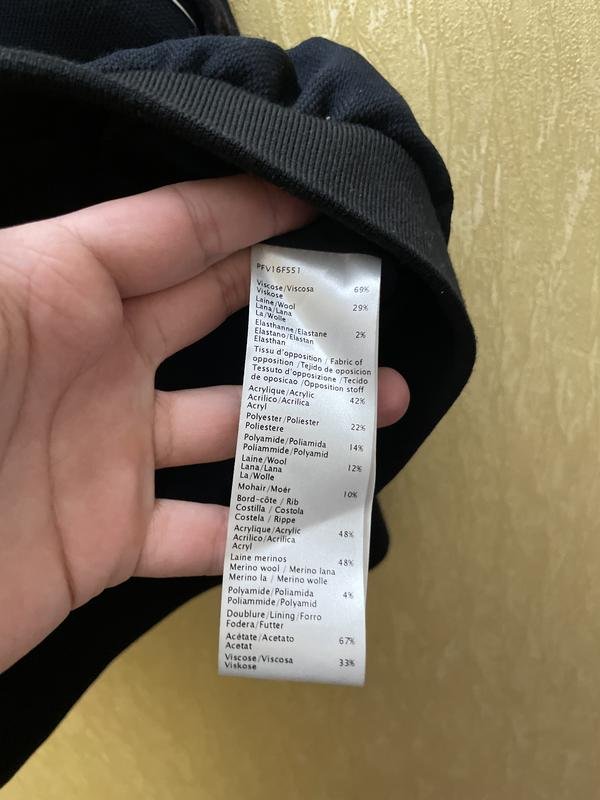 PFV16F551
Viscose/Viscosa 69%
Viskose
Laine/Wool 29%
Lana/Lana
La/Wolle
Elasthanne/Elastane 2%
Elastano/Elastan
Elasthan
Tissu d'opposition / Fabric of
opposition /Tejido de oposicion
Tessuto d'opposizione /Tecido
de oposicao /Opposition stoff
Acrylique/Acrylic 42%
Acrilico/Acrilica
Acryl
Polyester/Poliester 22%
Poliestere
Polyamide/Poliamida 14%
Poliammide/Polyamid
Laine/Wool 12%
Lana/Lana
La/Wolle
Mohair/Moér 10%
Bord-côte / Rib
Costilla / Costola
Costela / Rippe
Acrylique/Acrylic 48%
Acrilico/Acrilica
Acryl
Laine merinos 48%
Merino wool / Merino lana
Merino la / Merino wolle
Polyamide/Poliamida 4%
Poliammide/Polyamid
Doublure/Lining/Forro
Fodera/Futter
Acétate/Acetato 67%
Acetat
Viscose/Viscosa 33%
Viskose